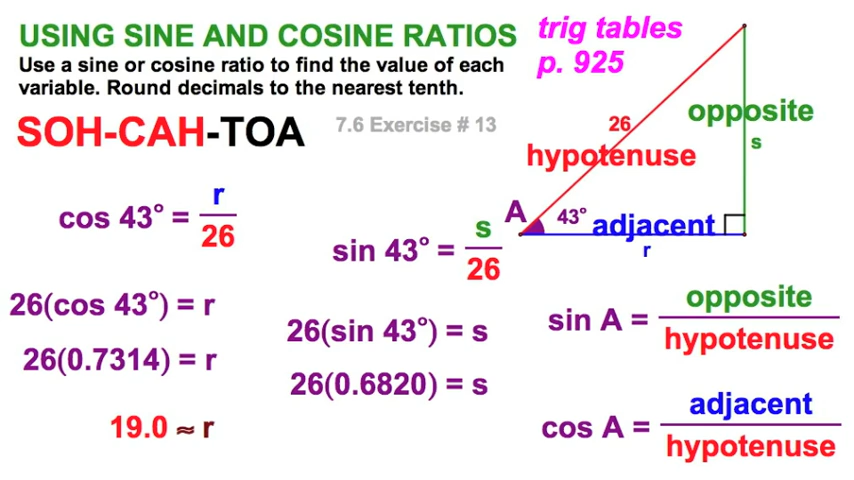 USING SINE AND COSINE RATIOS
Use a sine or cosine ratio to find the value of each
variable. Round decimals to the nearest tenth.
SOH-CAH-TOA
7.6 Exercise # 13
trig tables
p. 925
26
hypotenuse
opposite
s
A
43°
adjacent
r
cos 43° = r/26
26(cos 43°) = r
26(0.7314) = r
19.0 ≈ r
sin 43° = s/26
26(sin 43°) = s
26(0.6820) = s
sin A = opposite/hypotenuse
cos A = adjacent/hypotenuse